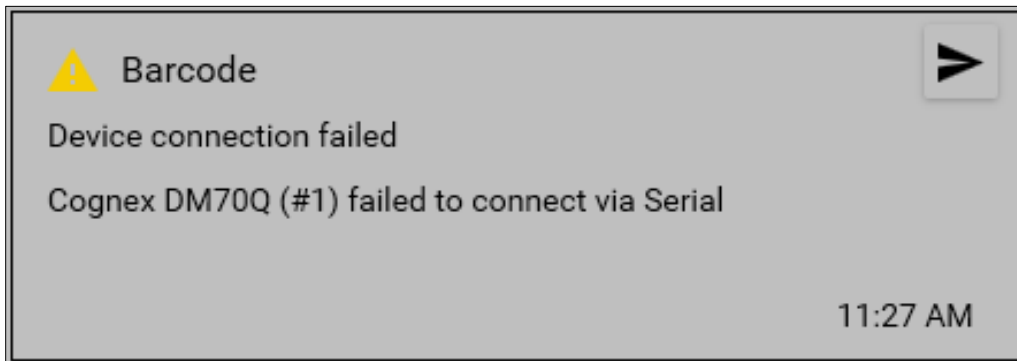 Barcode
Device connection failed
Cognex DM70Q (#1) failed to connect via Serial
11:27 AM